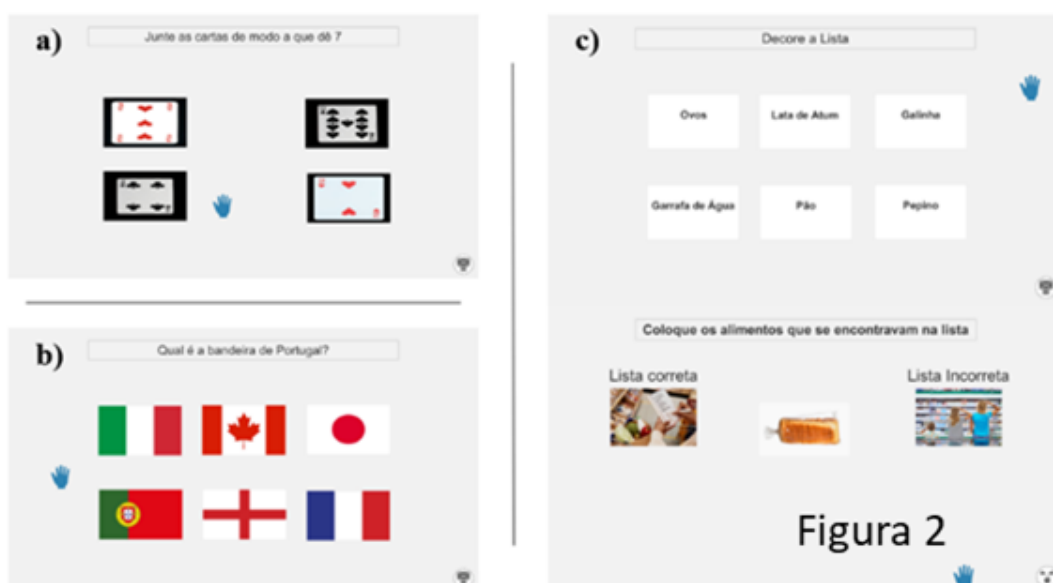 a)
Junte as cartas de modo a que dê 7
b)
Qual é a bandeira de Portugal?
c)
Decore a Lista
Ovos
Lata de Atum
Galinha
Garrafa de Água
Pão
Pepino
Coloque os alimentos que se encontravam na lista
Lista correta
Lista Incorreta
Figura 2